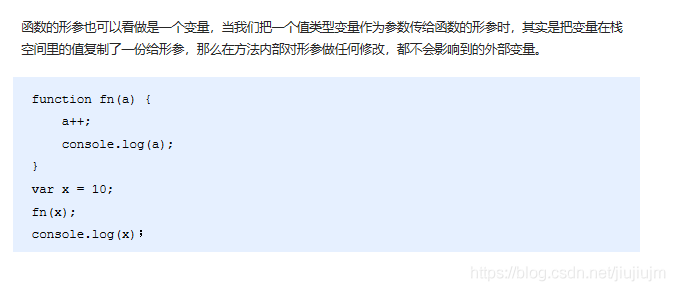 函数的形参也可以看做是一个变量，当我们把一个值类型变量作为参数传给函数的形参时，其实是把变量在栈
空间里的值复制了一份给形参，那么在方法内部对形参做任何修改，都不会影响到的外部变量。
function fn(a) {
    a++;
    console.log(a);
}
var x = 10;
fn(x);
console.log(x)；
https://blog.csdn.net/jiujiujm